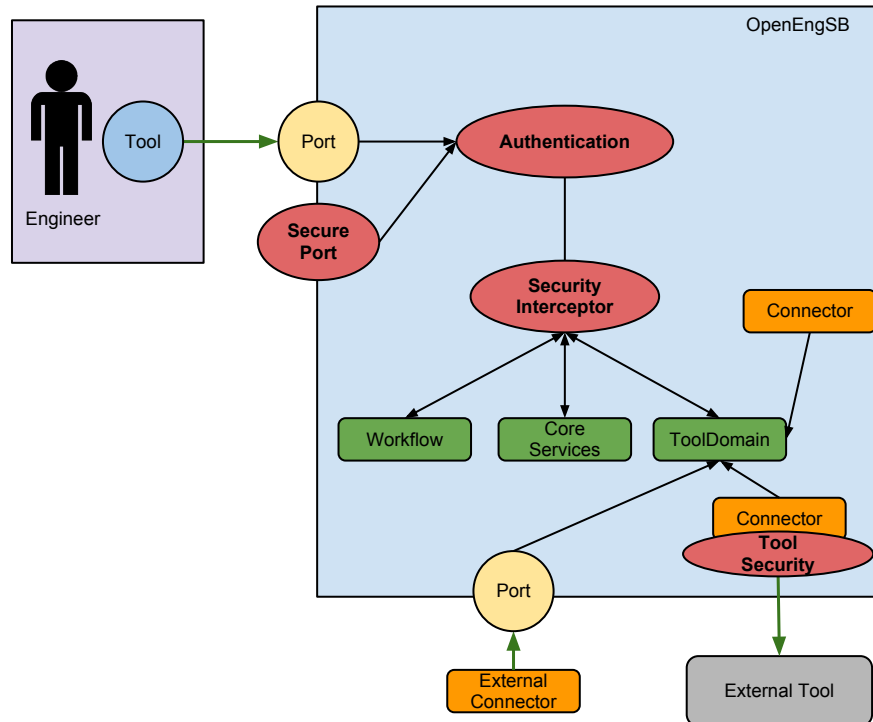 OpenEngSB
Tool
Port
Authentication
Engineer
Secure
Port
Security
Interceptor
Connector
Workflow
Core
Services
ToolDomain
Connector
Tool
Security
Port
External
Connector
External Tool